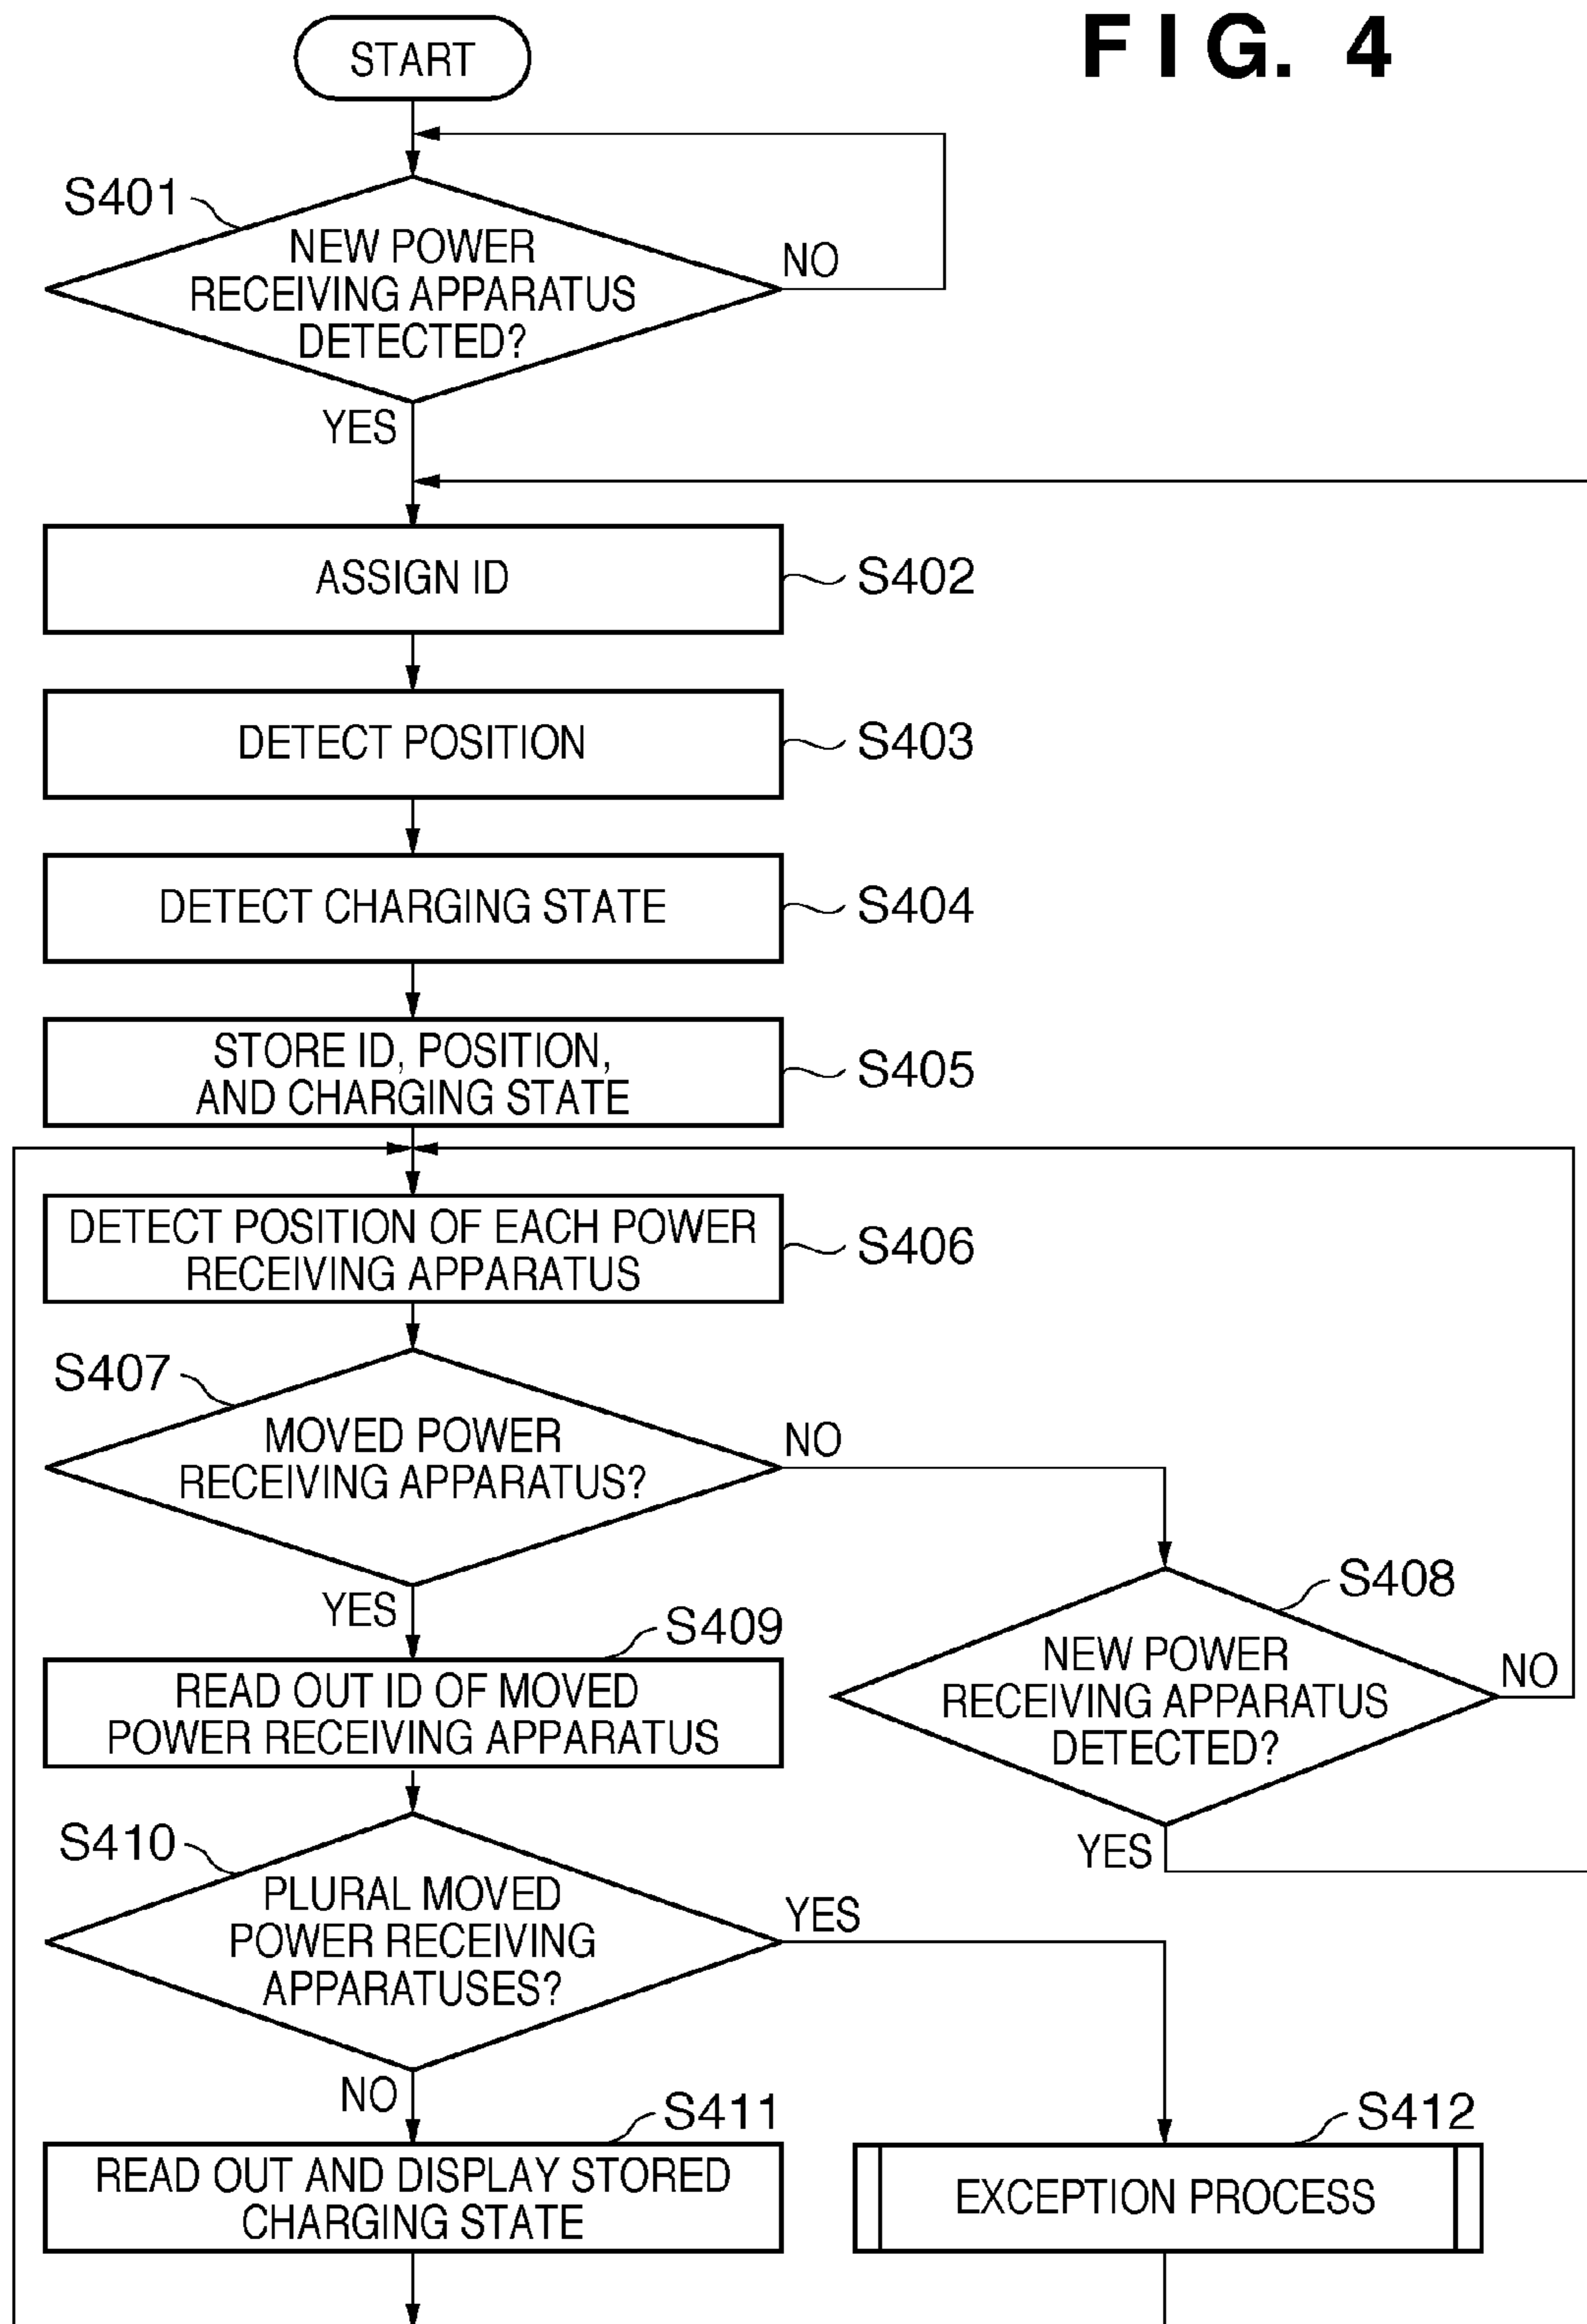 FIG. 4
START
S401
NEW POWER
RECEIVING APPARATUS
DETECTED?
NO
YES
ASSIGN ID
S402
DETECT POSITION
S403
DETECT CHARGING STATE
S404
STORE ID, POSITION,
AND CHARGING STATE
S405
DETECT POSITION OF EACH POWER
RECEIVING APPARATUS
S406
S407
MOVED POWER
RECEIVING APPARATUS?
NO
YES
S408
NEW POWER
RECEIVING APPARATUS
DETECTED?
NO
YES
S409
READ OUT ID OF MOVED
POWER RECEIVING APPARATUS
S410
PLURAL MOVED
POWER RECEIVING
APPARATUSES?
YES
NO
S411
READ OUT AND DISPLAY STORED
CHARGING STATE
S412
EXCEPTION PROCESS